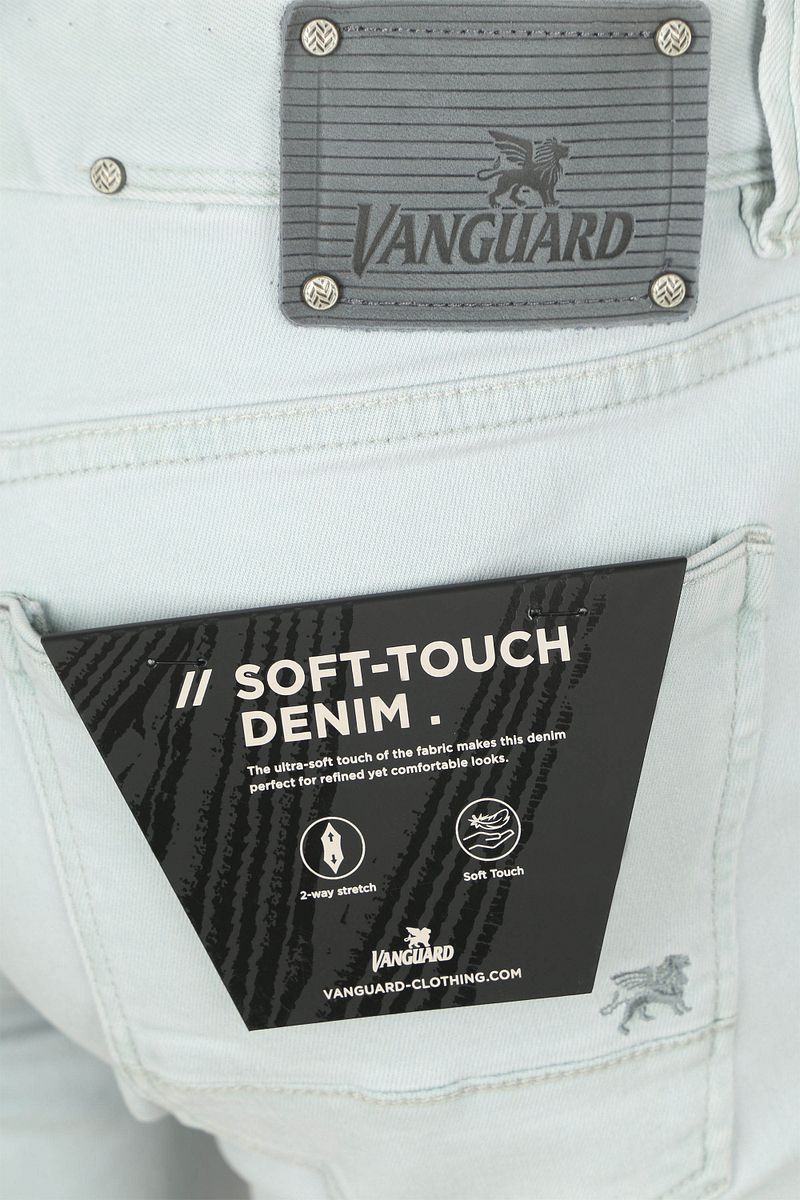 VANGUARD
// SOFT-TOUCH
DENIM .
The ultra-soft touch of the fabric makes this denim
perfect for refined yet comfortable looks.
2-way stretch
Soft Touch
VANGUARD
VANGUARD-CLOTHING.COM